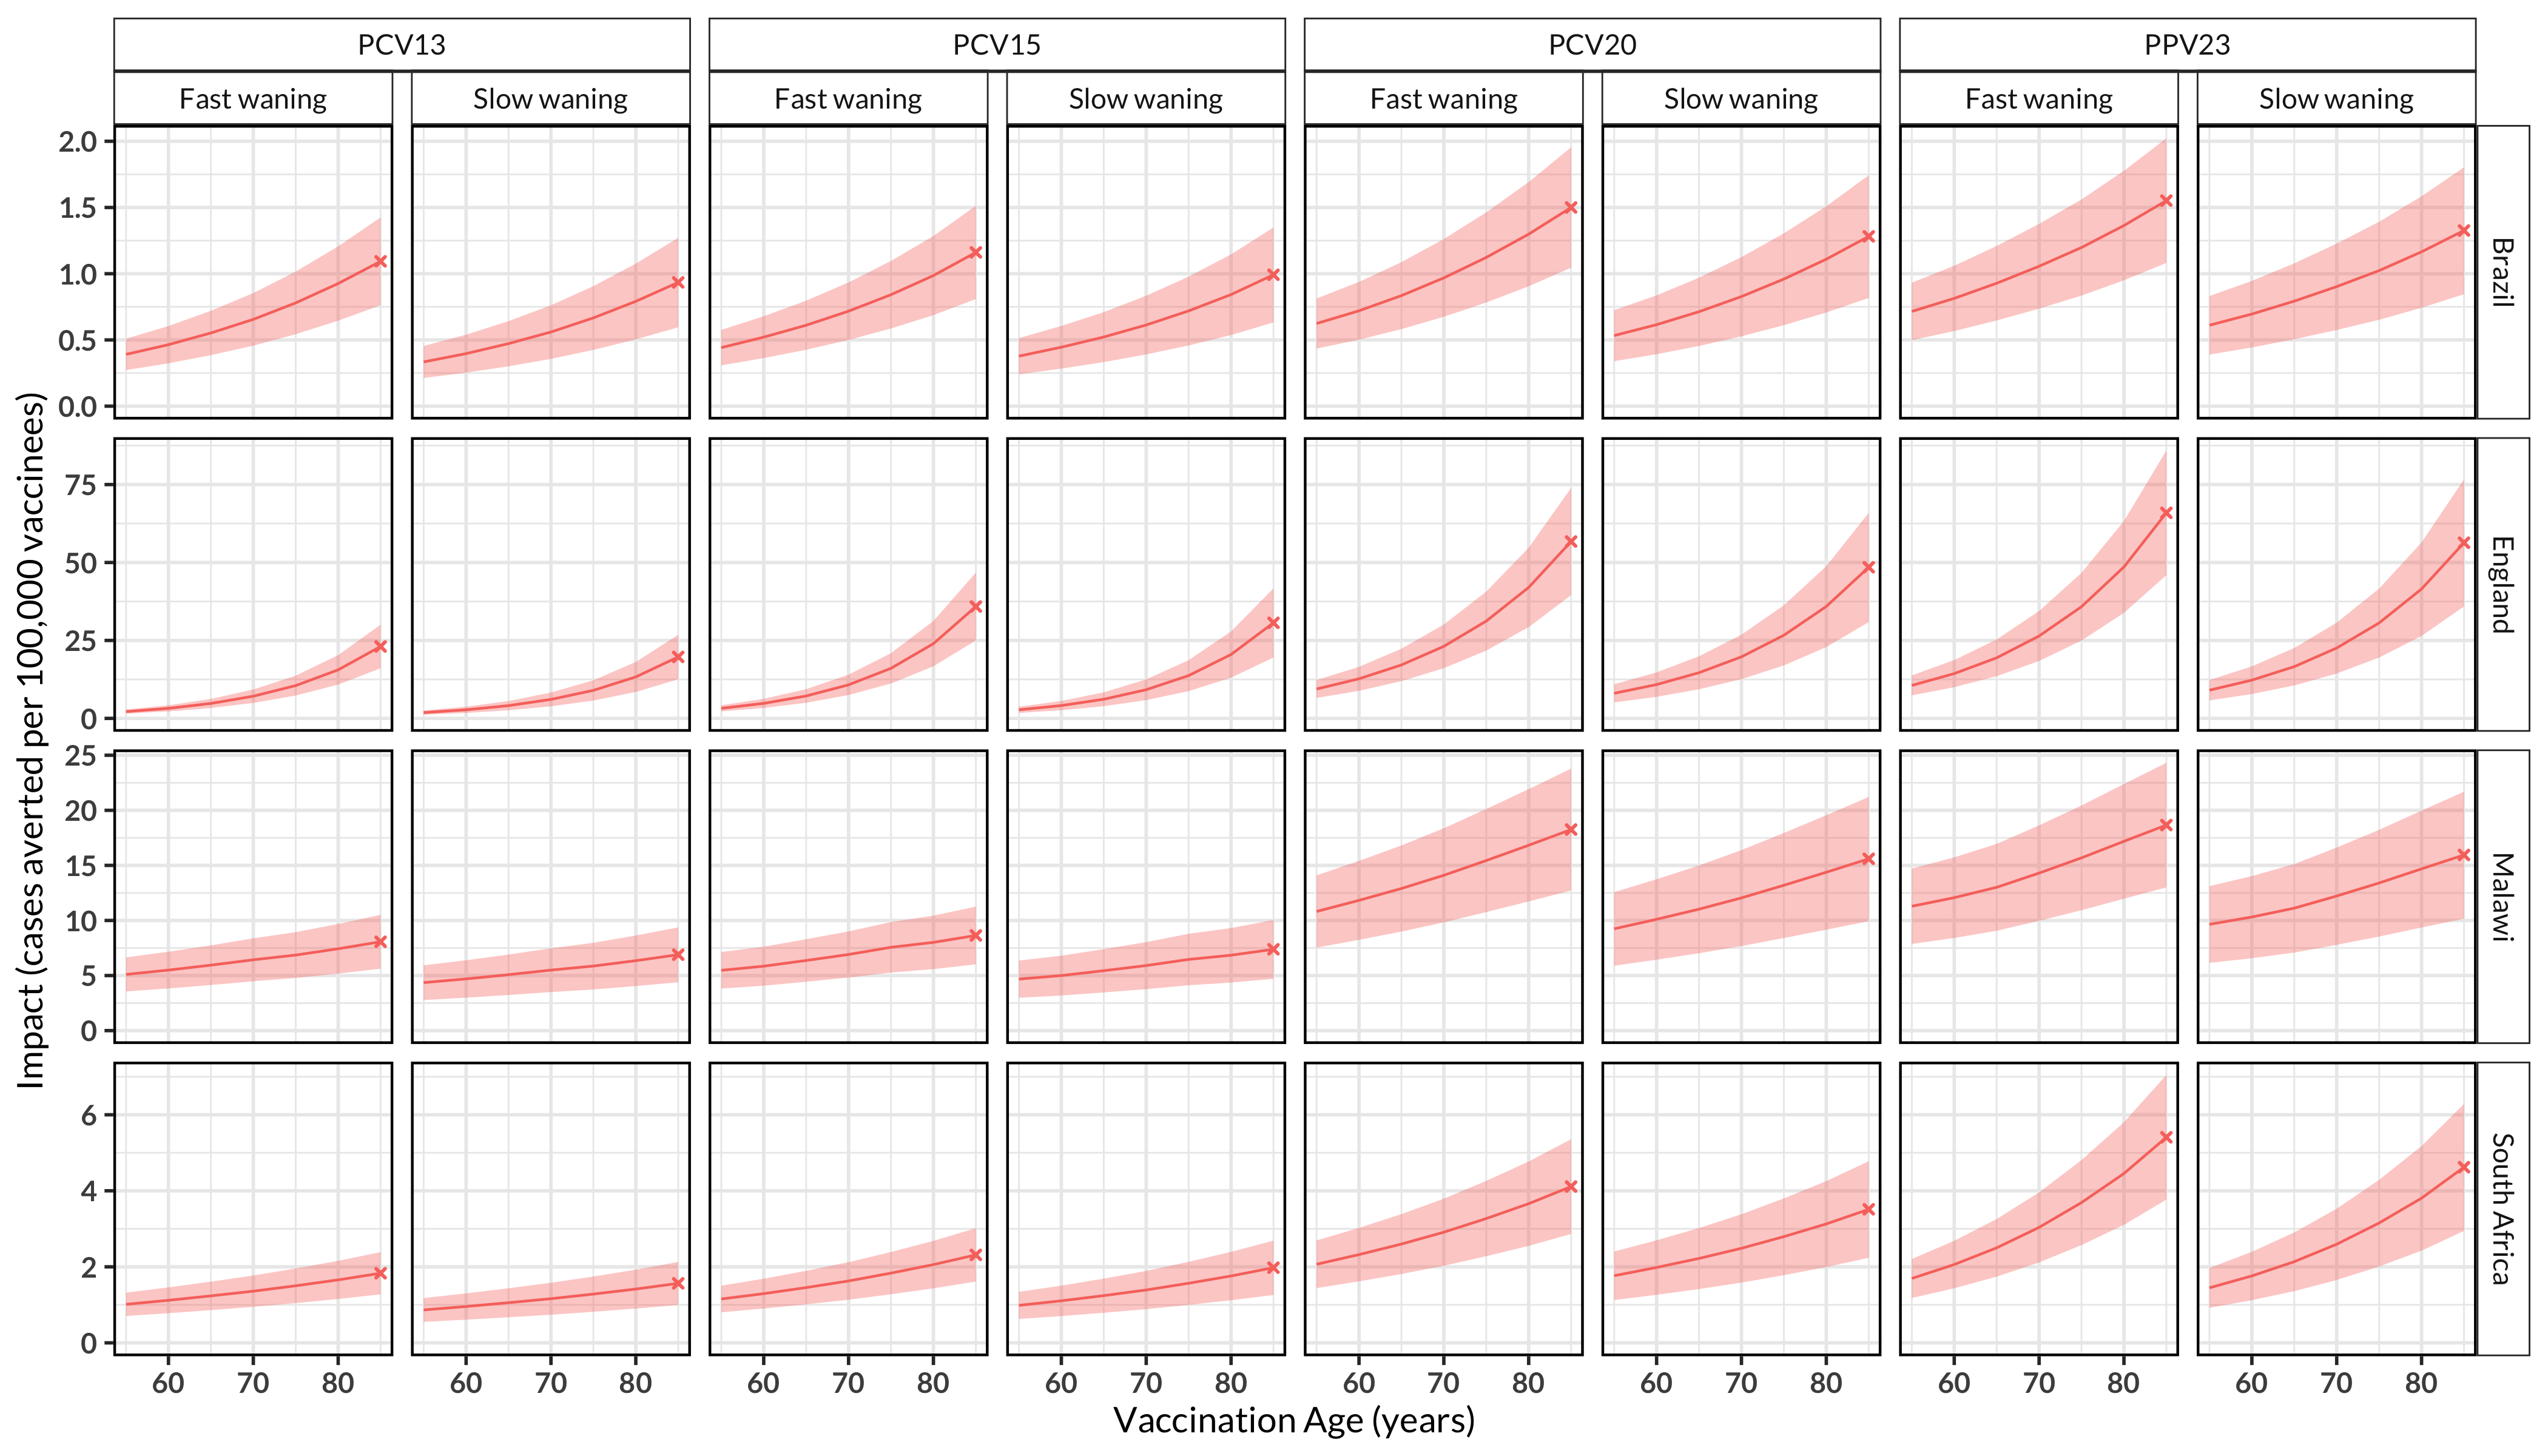 PCV13 PCV15 PCV20 PPV23
Fast waning Slow waning Fast waning Slow waning Fast waning Slow waning Fast waning Slow waning
2.0
1.5
1.0
0.5
0.0
Brazil
75
50
25
0
England
25
20
15
10
5
0
Malawi
6
4
2
0
South Africa
60 70 80 60 70 80 60 70 80 60 70 80 60 70 80 60 70 80 60 70 80 60 70 80
Vaccination Age (years)
Impact (cases averted per 100,000 vaccinees)